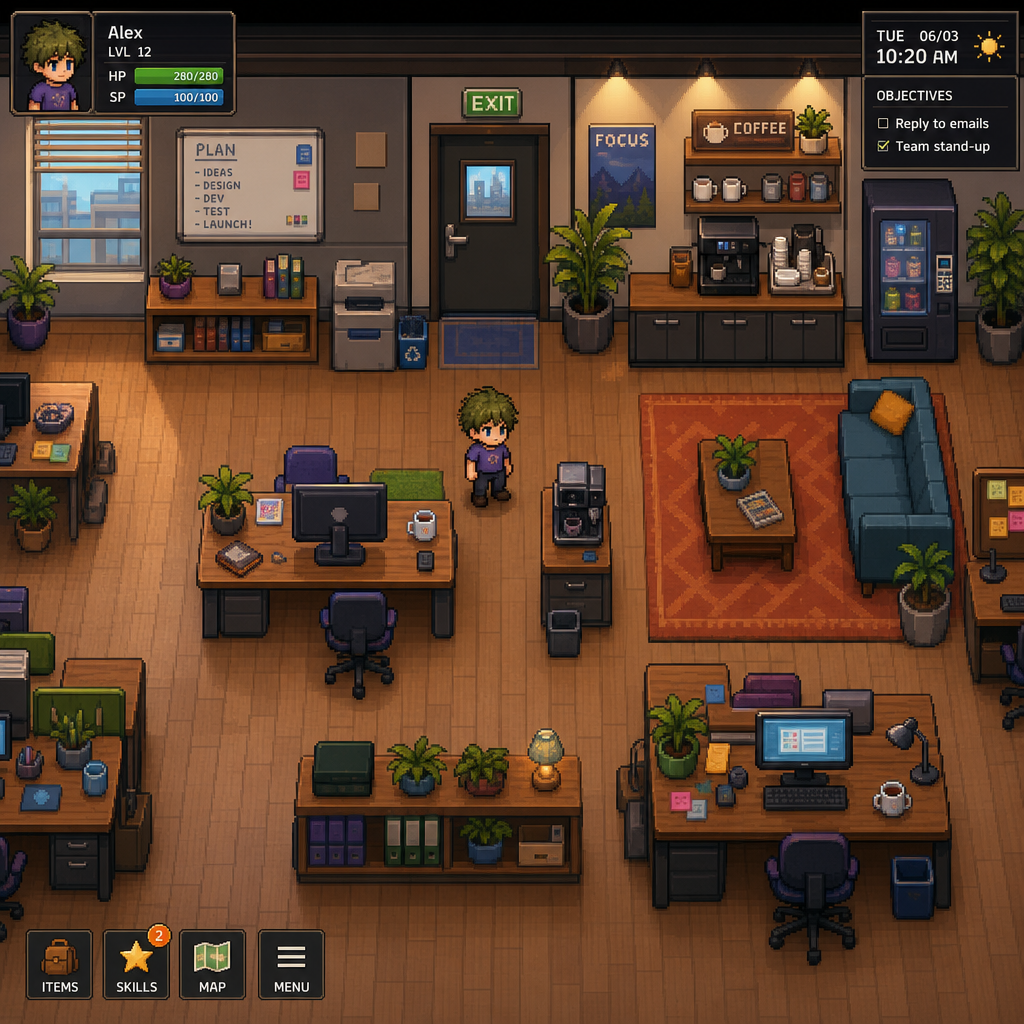 Alex
LVL 12
HP 280/280
SP 100/100
TUE 06/03
10:20 AM
OBJECTIVES
Reply to emails
Team stand-up
EXIT
PLAN
- IDEAS
- DESIGN
- DEV
- TEST
- LAUNCH!
FOCUS
COFFEE
2
ITEMS
SKILLS
MAP
MENU